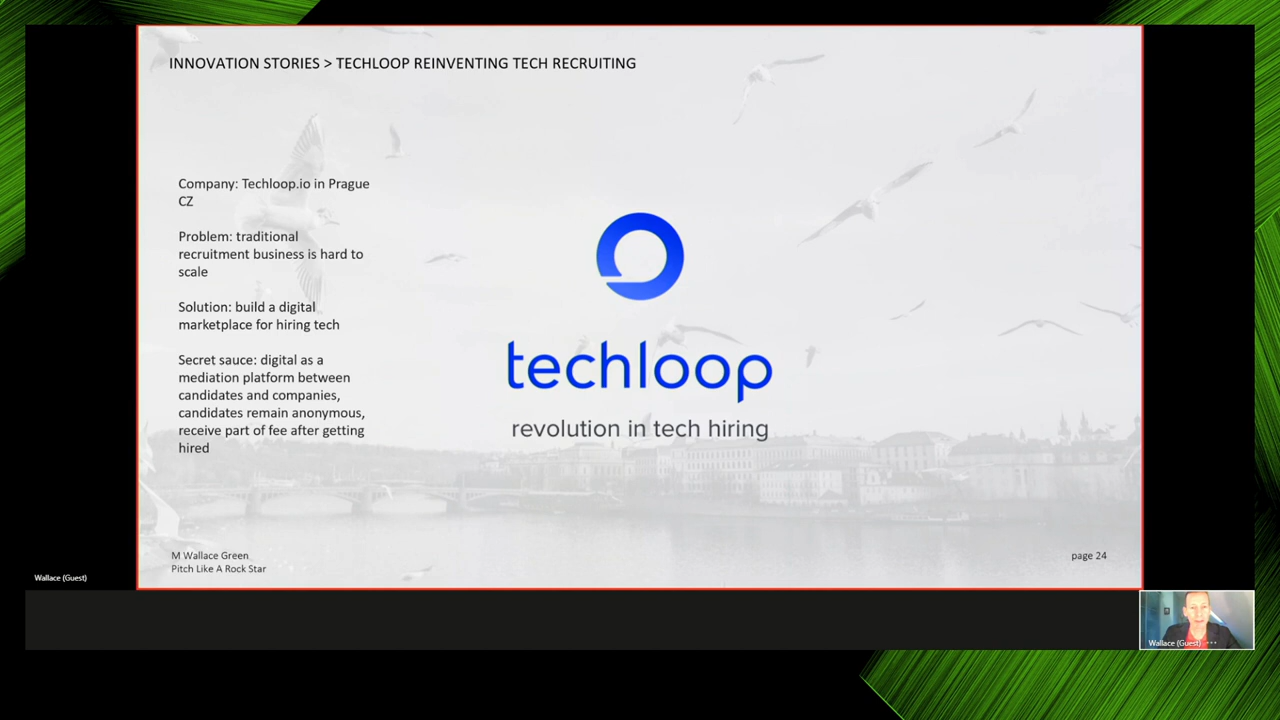 INNOVATION STORIES > TECHLOOP REINVENTING TECH RECRUITING
Company: Techloop.io in Prague
CZ
Problem: traditional
recruitment business is hard to
scale
Solution: build a digital
marketplace for hiring tech
Secret sauce: digital as a
mediation platform between
candidates and companies,
candidates remain anonymous,
receive part of fee after getting
hired
techloop
revolution in tech hiring
M Wallace Green
Pitch Like A Rock Star
page 24
Wallace (Guest)
Wallace (Guest)